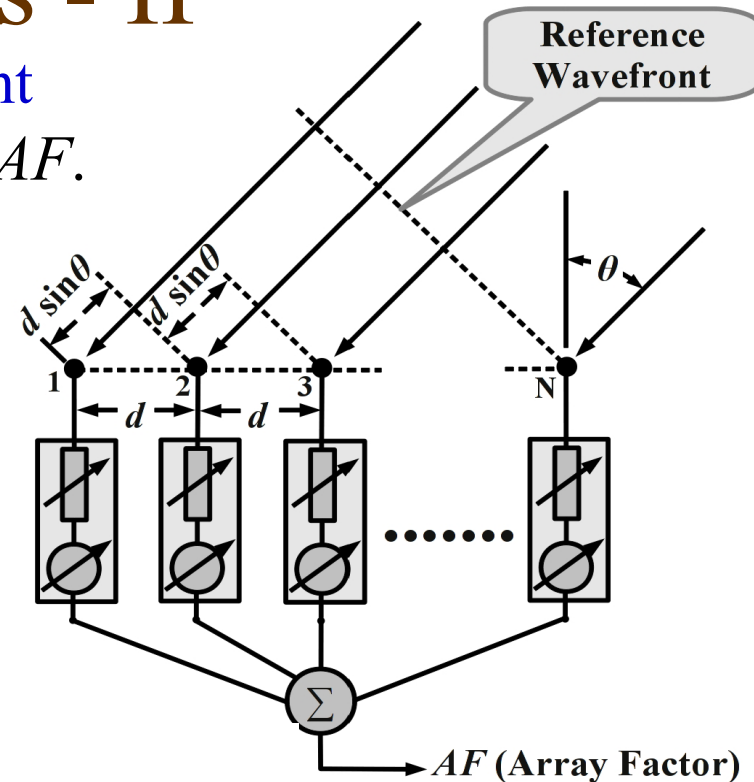 s - II
nt
AF.
Reference
Wavefront
θ
d sinθ
d sinθ
1
2
3
N
d
d
Σ
AF (Array Factor)